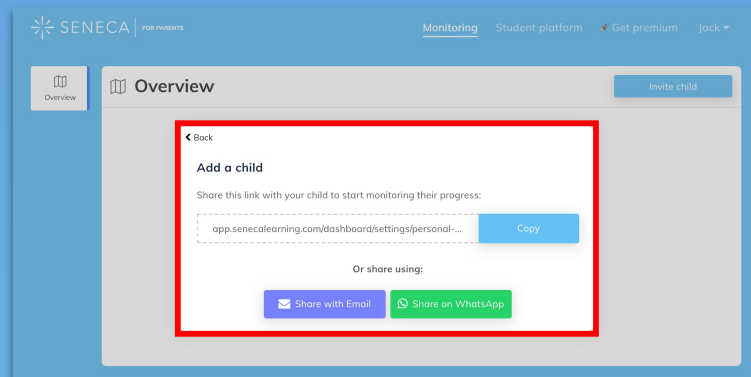 SENECA FOR PARENTS
Monitoring Student platform Get premium Jack
Overview
Overview
Invite child
Back
Add a child
Share this link with your child to start monitoring their progress:
app.senecalearning.com/dashboard/settings/personal-... Copy
Or share using:
Share with Email Share on WhatsApp